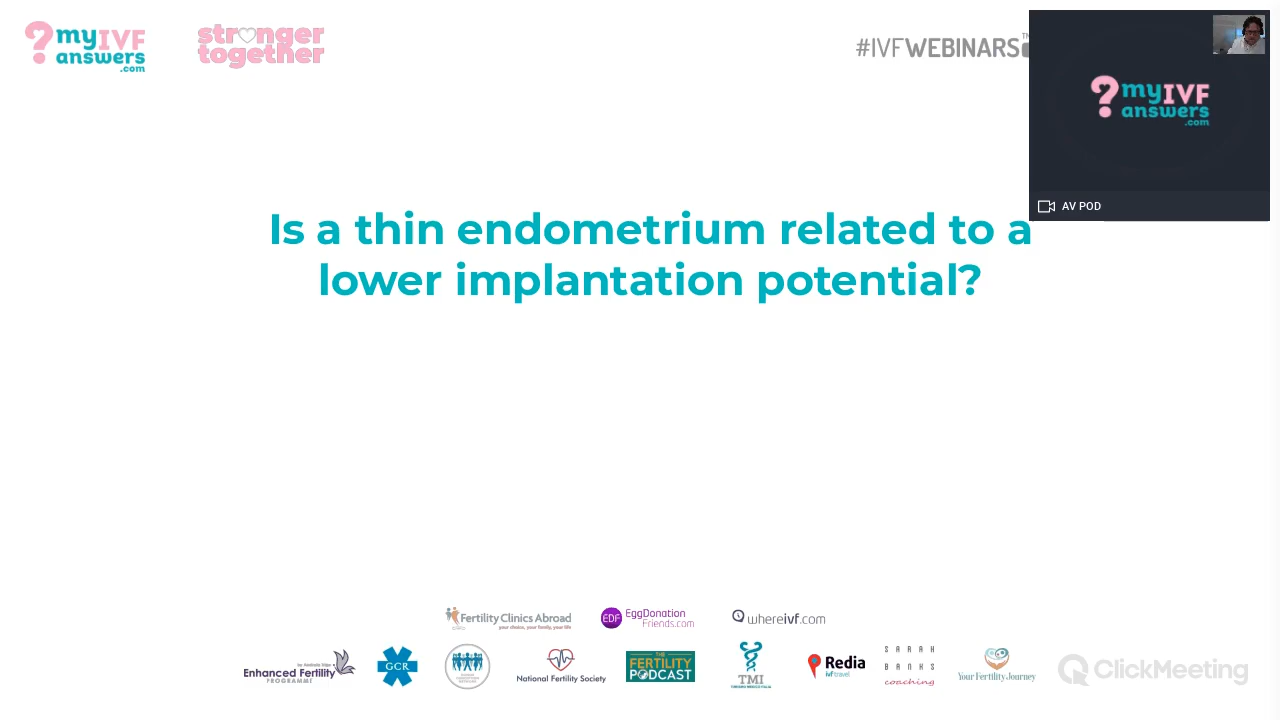 ?myIVF
answers
.com
stronger
together
#IVFWEBINARS
TM
?myIVF
answers
.com
AV POD
Is a thin endometrium related to a
lower implantation potential?
Fertility Clinics Abroad
your choice, your family, your life
EDF
EggDonation
Friends.com
whereivf.com
Enhanced Fertility
PROGRAMME
GCR
National Fertility Society
THE
FERTILITY
PODCAST
TMI
Redia
ivf travel
SARAH
BANKS
coaching
Your Fertility Journey
ClickMeeting